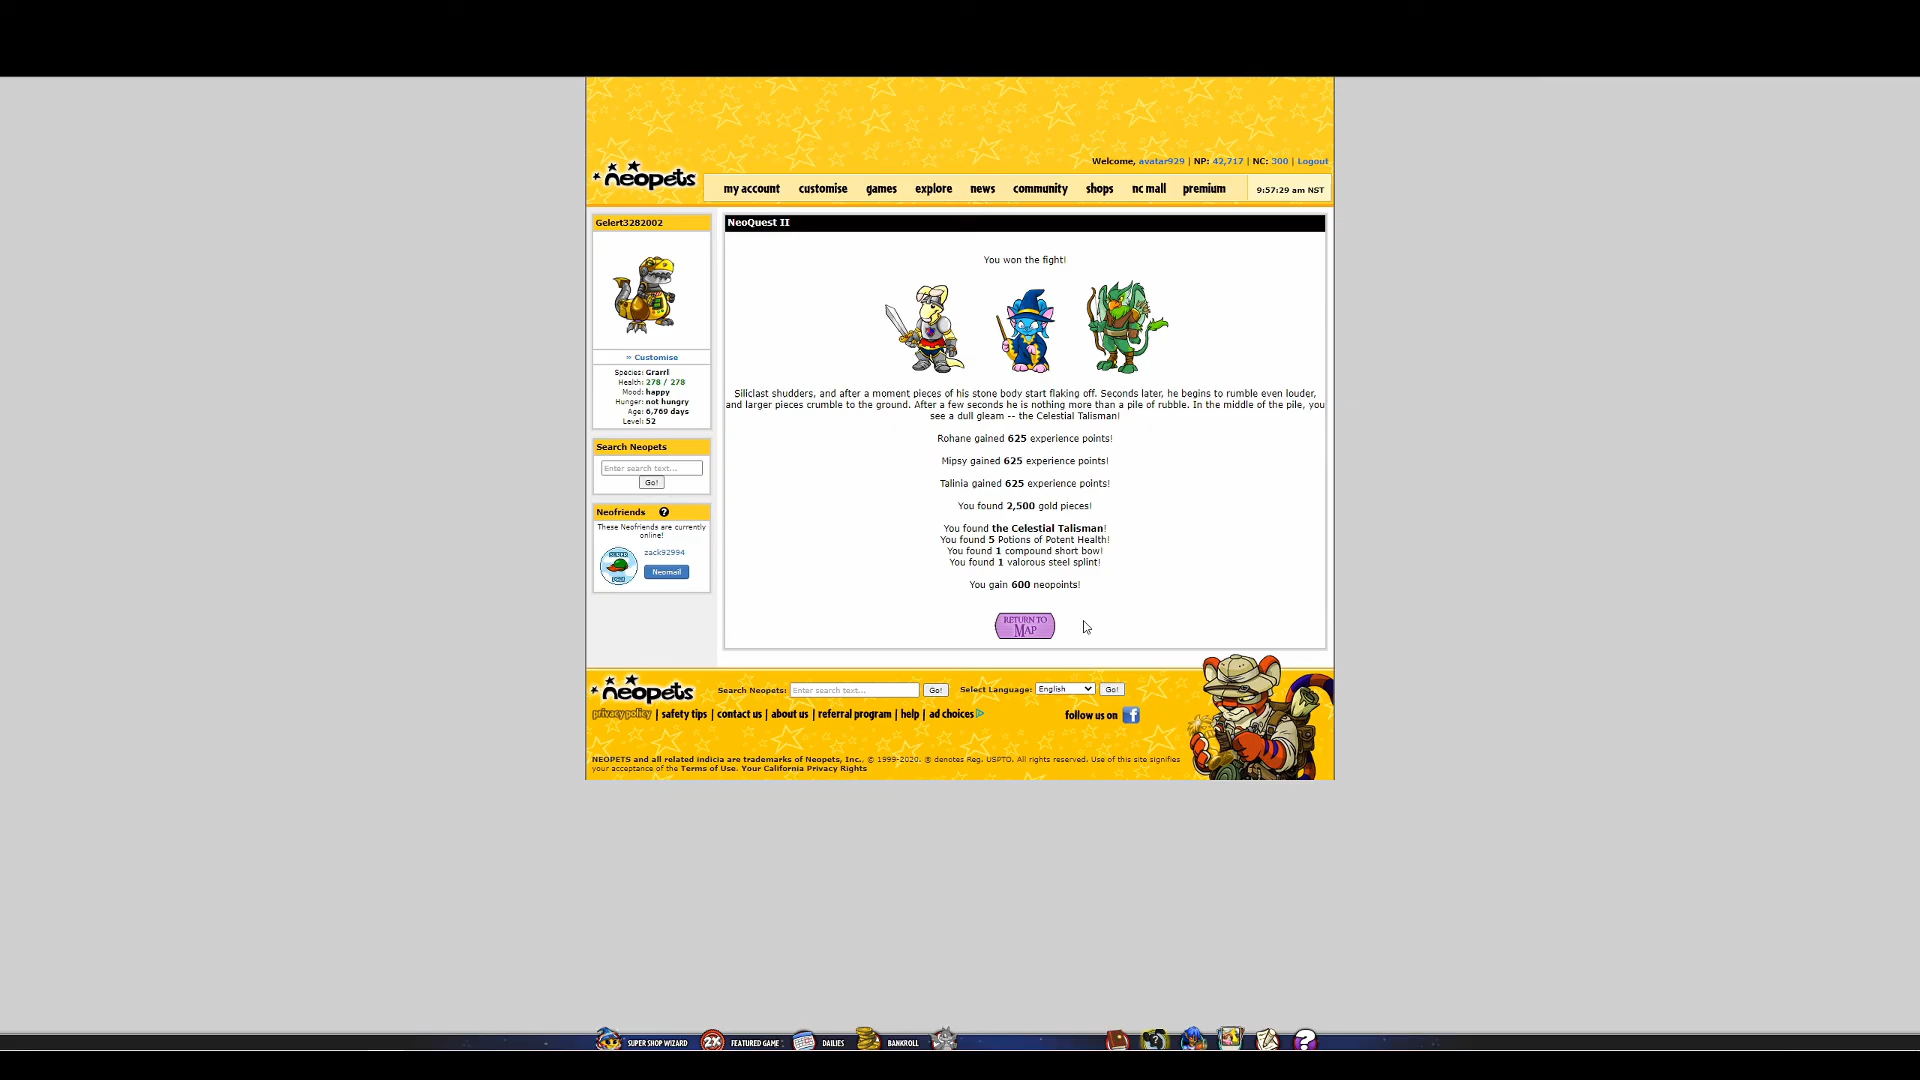 Welcome, avatar929 | NP: 42,717 | NC: 300 | Logout
neopets
my account customise games explore news community shops nc mall premium 9:57:29 am NST
Gelert3282002
» Customise
Species: Grarrl
Health: 278 / 278
Mood: happy
Hunger: not hungry
Age: 6,769 days
Level: 52
Search Neopets
Enter search text...
Go!
Neofriends ?
These Neofriends are currently
online!
zack92994
Neomail
NeoQuest II
You won the fight!
Siliclast shudders, and after a moment pieces of his stone body start flaking off. Seconds later, he begins to rumble even louder,
and larger pieces crumble to the ground. After a few seconds he is nothing more than a pile of rubble. In the middle of the pile, you
see a dull gleam -- the Celestial Talisman!
Rohane gained 625 experience points!
Mipsy gained 625 experience points!
Talinia gained 625 experience points!
You found 2,500 gold pieces!
You found the Celestial Talisman!
You found 5 Potions of Potent Health!
You found 1 compound short bow!
You found 1 valorous steel splint!
You gain 600 neopoints!
RETURN TO
MAP
neopets
Search Neopets: Enter search text... Go! Select Language: English Go!
privacy policy | safety tips | contact us | about us | referral program | help | ad choices
follow us on f
NEOPETS and all related indicia are trademarks of Neopets, Inc., © 1999-2020. ® denotes Reg. USPTO. All rights reserved. Use of this site signifies
your acceptance of the Terms of Use. Your California Privacy Rights
SUPER SHOP WIZARD 2X FEATURED GAME DAILIES BANKROLL ?